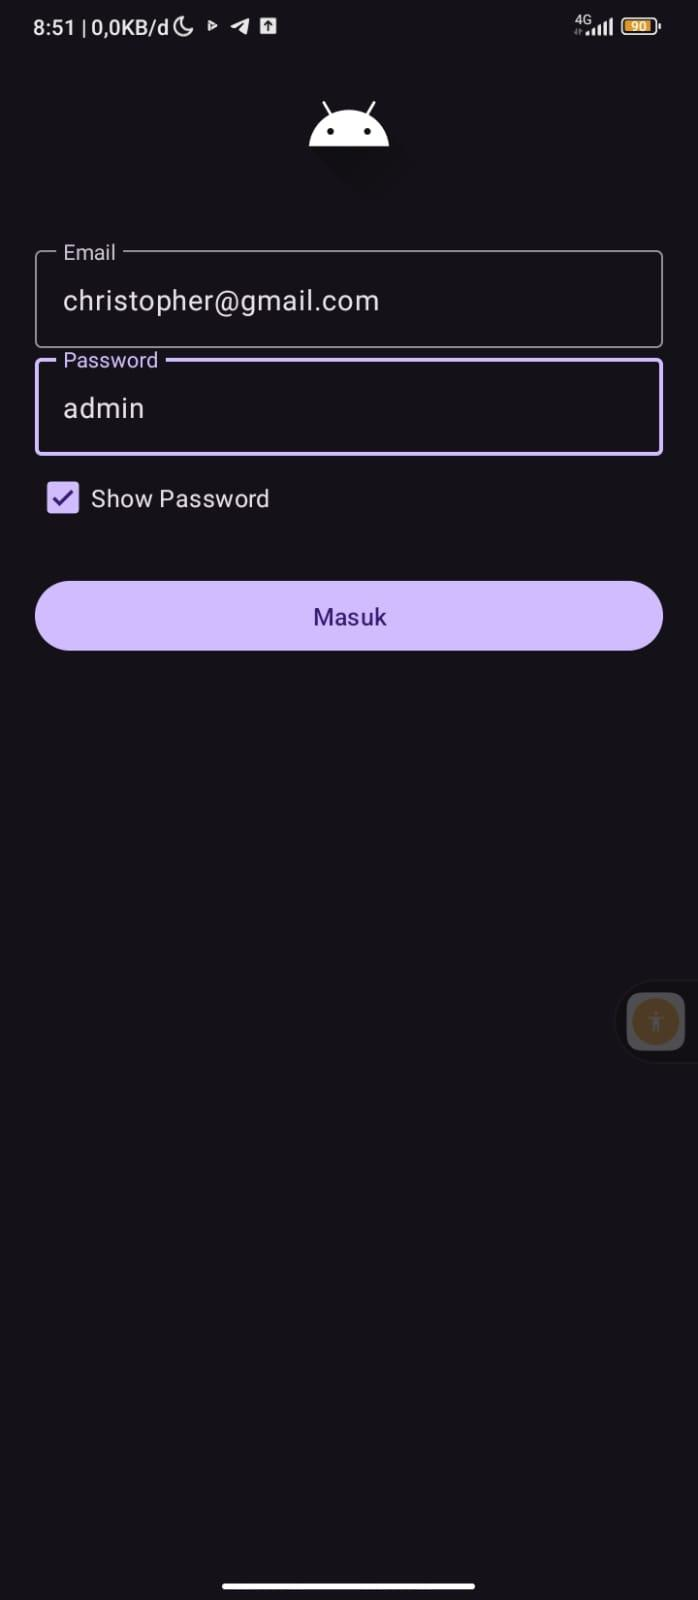 8:51 | 0,0KB/d 4G 90
Email
christopher@gmail.com
Password
admin
Show Password
Masuk